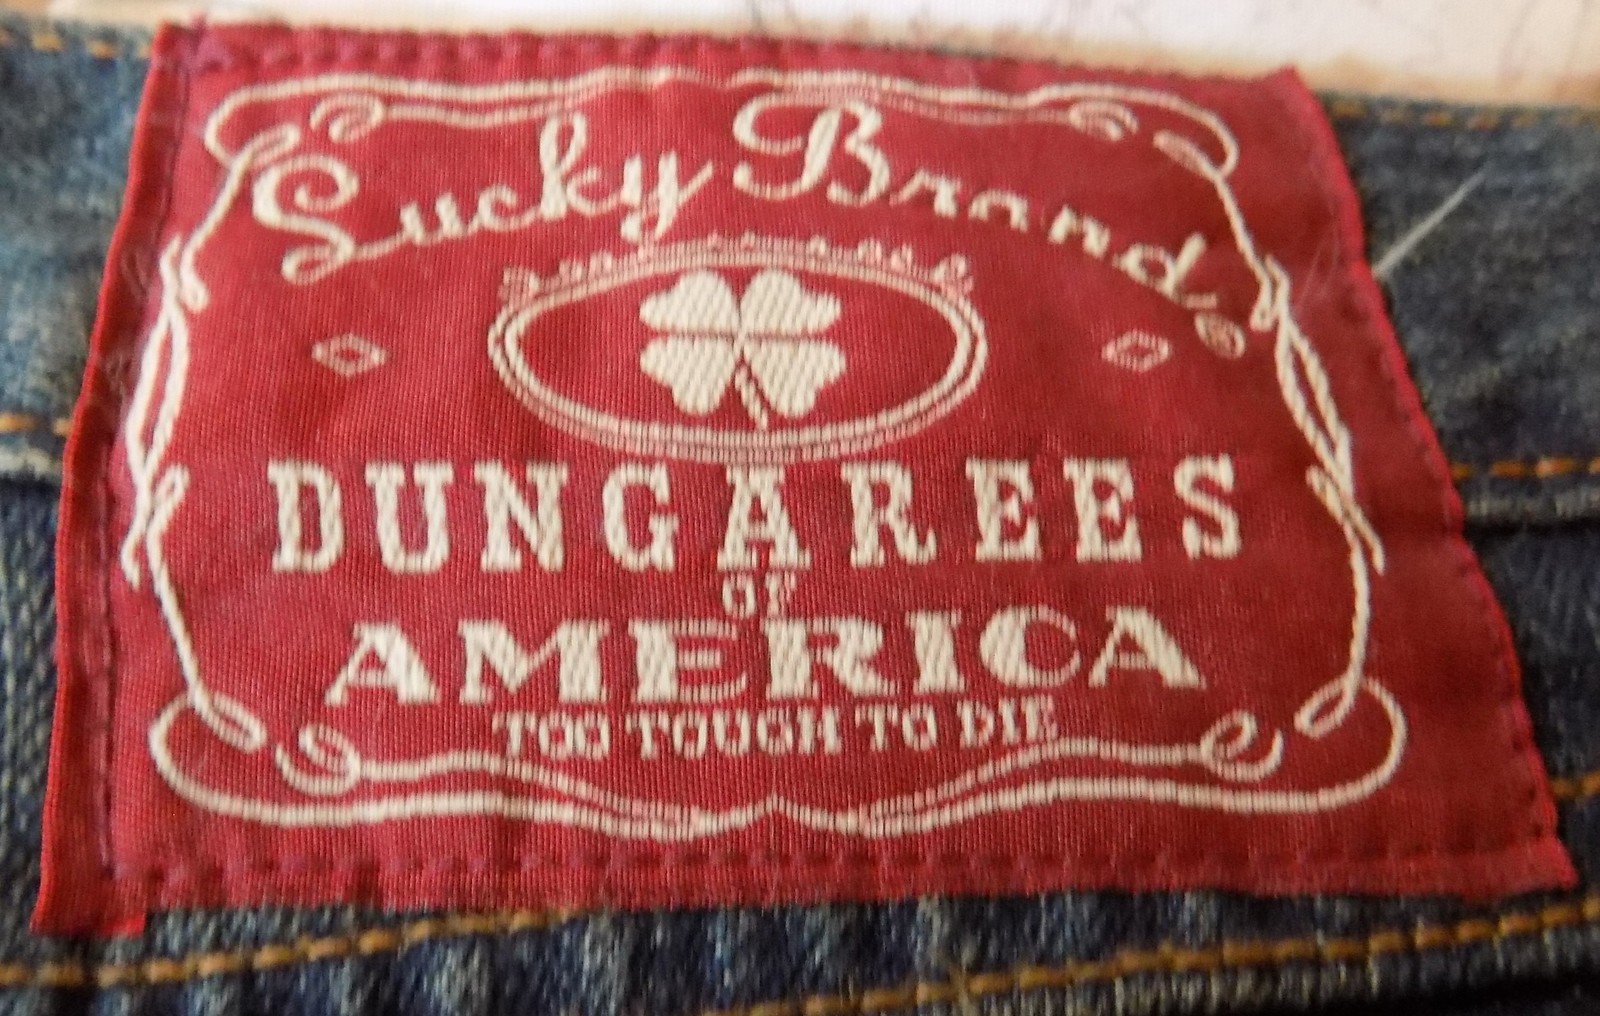 Lucky Brand®
DUNGAREES
OF
AMERICA
TOO TOUGH TO DIE